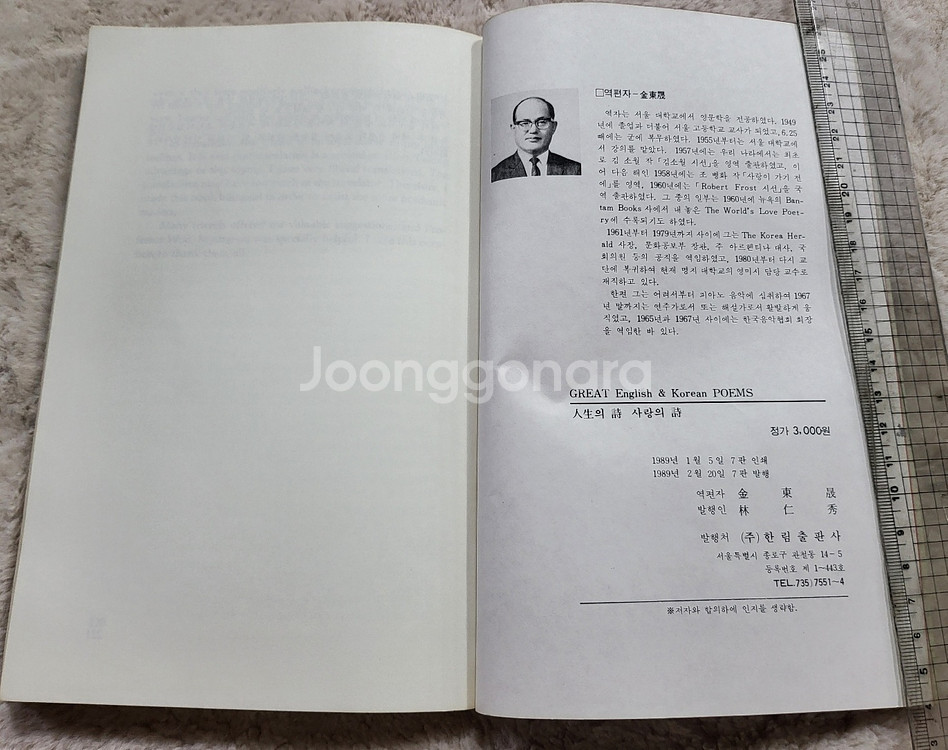 □역편자－金東晟
역자는 서울 대학교에서 영문학을 전공하였다. 1949
년에 졸업과 더불어 서울 고등학교 교사가 되었고, 6.25
때에는 군에 복무하였다. 1955년부터는 서울 대학교에
서 강의를 맡았다. 1957년에는 우리 나라에서는 최초
로 김 소월 작「김소월 시선」을 영역 출판하였고, 이
어 다음 해인 1958년에는 조 병화 작「사랑이 가기 전
에」를 영역, 1960년에는 「Robert Frost 시선」을 국
역 출판하였다. 그 중의 일부는 1960년에 뉴욕의 Ban-
tam Books 사에서 내놓은 The World's Love Poet-
ry에 수록되기도 하였다.
1961년부터 1979년까지 사이에 그는 The Korea Her-
ald 사장, 문화공보부 장관, 주 아르헨티나 대사, 국
회의원 등의 공직을 역임하였고, 1980년부터 다시 교
단에 복귀하여 현재 명지 대학교의 영미시 담당 교수로
재직하고 있다.
한편 그는 어려서부터 피아노 음악에 심취하여 1967
년 말까지는 연주가로서 또는 해설가로서 활발하게 움
직였고, 1965년과 1967년 사이에는 한국음악협회 회장
을 역임한 바 있다.
Joonggonara
GREAT English & Korean POEMS
人生의 詩 사랑의 詩
정가 3,000원
1989년 1월 5일 7판 인쇄
1989년 2월 20일 7판 발행
역편자 金 東 晟
발행인 林 仁 秀
발행처 (주)한림출판사
서울특별시 종로구 관철동 14-5
등록번호 제 1~443호
TEL.735)7551~4
※저자와 합의하에 인지를 생략함.